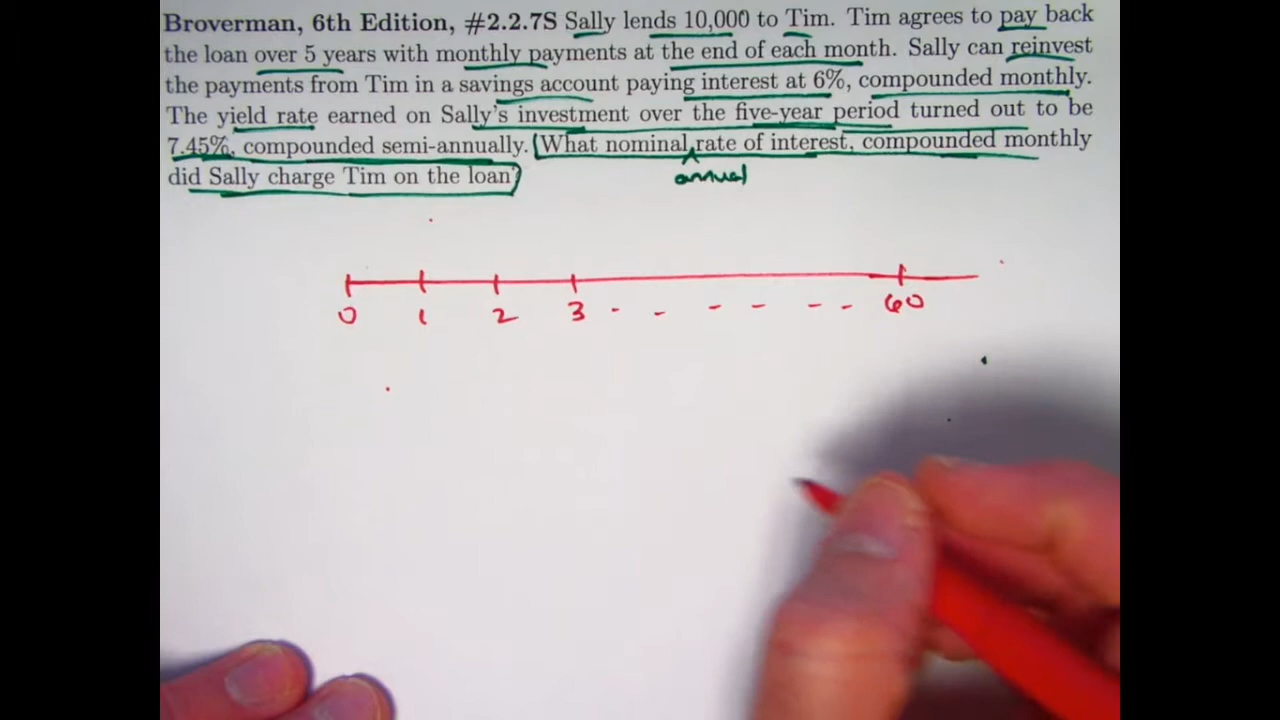 Broverman, 6th Edition, #2.2.7S Sally lends 10,000 to Tim. Tim agrees to pay back
the loan over 5 years with monthly payments at the end of each month. Sally can reinvest
the payments from Tim in a savings account paying interest at 6%, compounded monthly.
The yield rate earned on Sally's investment over the five-year period turned out to be
7.45%, compounded semi-annually. What nominal rate of interest, compounded monthly
annual
did Sally charge Tim on the loan?
0 1 2 3 - - - - - - 60